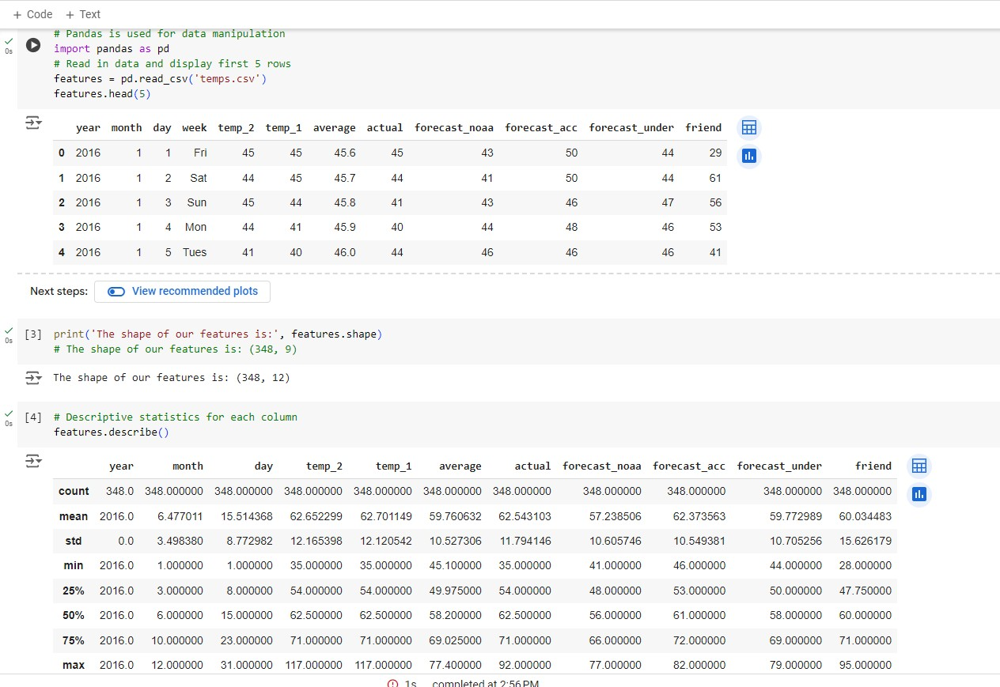 + Code + Text
0s
# Pandas is used for data manipulation
import pandas as pd
# Read in data and display first 5 rows
features = pd.read_csv('temps.csv')
features.head(5)
year month day week temp_2 temp_1 average actual forecast_noaa forecast_acc forecast_under friend
0 2016 1 1 Fri 45 45 45.6 45 43 50 44 29
1 2016 1 2 Sat 44 45 45.7 44 41 50 44 61
2 2016 1 3 Sun 45 44 45.8 41 43 46 47 56
3 2016 1 4 Mon 44 41 45.9 40 44 48 46 53
4 2016 1 5 Tues 41 40 46.0 44 46 46 46 41
Next steps: View recommended plots
0s
[3] print('The shape of our features is:', features.shape)
# The shape of our features is: (348, 9)
The shape of our features is: (348, 12)
0s
[4] # Descriptive statistics for each column
features.describe()
year month day temp_2 temp_1 average actual forecast_noaa forecast_acc forecast_under friend
count 348.0 348.000000 348.000000 348.000000 348.000000 348.000000 348.000000 348.000000 348.000000 348.000000 348.000000
mean 2016.0 6.477011 15.514368 62.652299 62.701149 59.760632 62.543103 57.238506 62.373563 59.772989 60.034483
std 0.0 3.498380 8.772982 12.165398 12.120542 10.527306 11.794146 10.605746 10.549381 10.705256 15.626179
min 2016.0 1.000000 1.000000 35.000000 35.000000 45.100000 35.000000 41.000000 46.000000 44.000000 28.000000
25% 2016.0 3.000000 8.000000 54.000000 54.000000 49.975000 54.000000 48.000000 53.000000 50.000000 47.750000
50% 2016.0 6.000000 15.000000 62.500000 62.500000 58.200000 62.500000 56.000000 61.000000 58.000000 60.000000
75% 2016.0 10.000000 23.000000 71.000000 71.000000 69.025000 71.000000 66.000000 72.000000 69.000000 71.000000
max 2016.0 12.000000 31.000000 117.000000 117.000000 77.400000 92.000000 77.000000 82.000000 79.000000 95.000000
1s completed at 2:56 PM